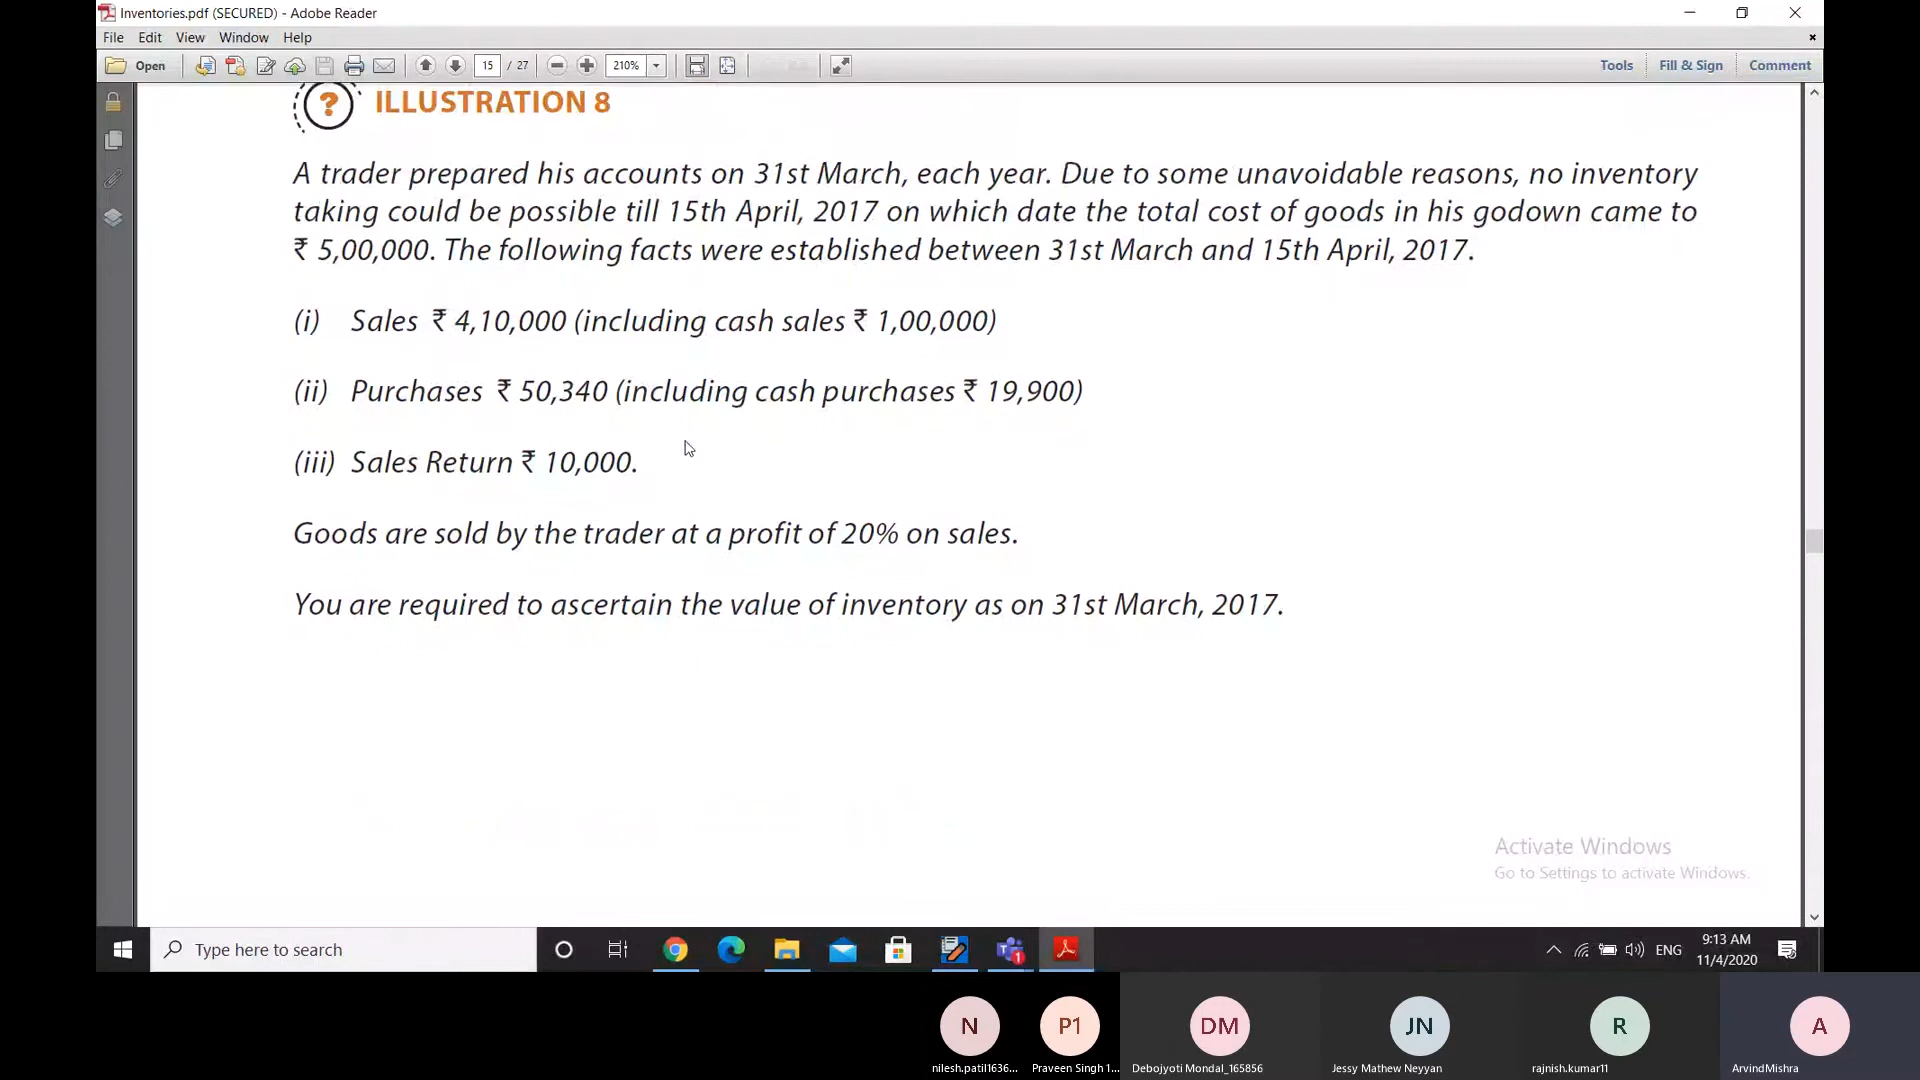 Inventories.pdf (SECURED) - Adobe Reader
File Edit View Window Help
Open 15 / 27 210% Tools Fill & Sign Comment
? ILLUSTRATION 8
A trader prepared his accounts on 31st March, each year. Due to some unavoidable reasons, no inventory
taking could be possible till 15th April, 2017 on which date the total cost of goods in his godown came to
₹ 5,00,000. The following facts were established between 31st March and 15th April, 2017.
(i) Sales ₹ 4,10,000 (including cash sales ₹ 1,00,000)
(ii) Purchases ₹ 50,340 (including cash purchases ₹ 19,900)
(iii) Sales Return ₹ 10,000.
Goods are sold by the trader at a profit of 20% on sales.
You are required to ascertain the value of inventory as on 31st March, 2017.
Activate Windows
Go to Settings to activate Windows.
Type here to search
1
ENG
9:13 AM
11/4/2020
N P1 DM JN R A
nilesh.patil1636... Praveen Singh 1... Debojyoti Mondal_165856 Jessy Mathew Neyyan rajnish.kumar11 ArvindMishra